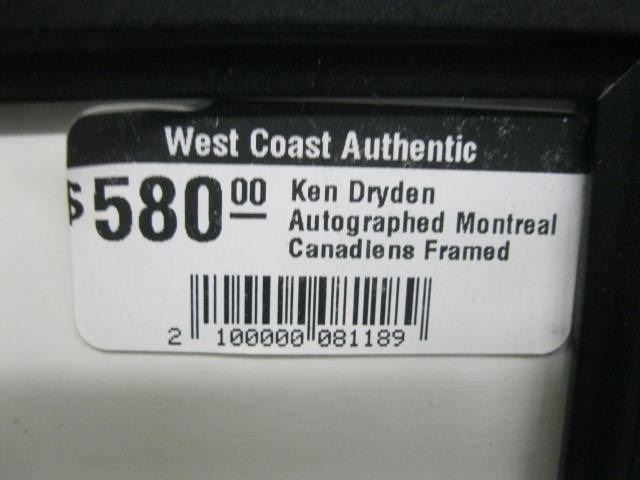 West Coast Authentic
$580.00 Ken Dryden
Autographed Montreal
Canadiens Framed
2 100000 081189